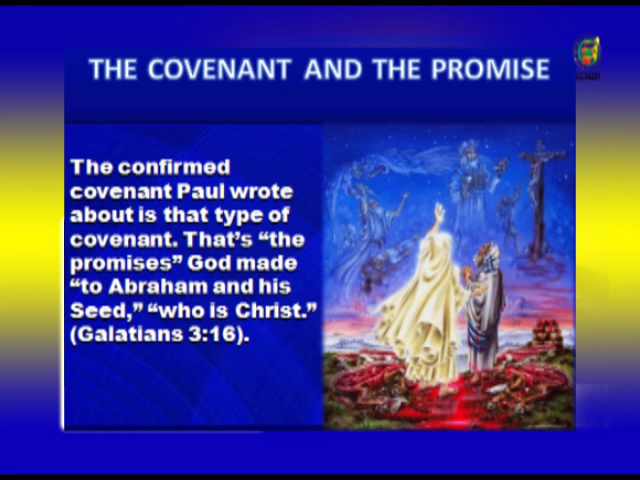 THE COVENANT AND THE PROMISE
The confirmed
covenant Paul wrote
about is that type of
covenant. That's “the
promises” God made
“to Abraham and his
Seed,” “who is Christ.”
(Galatians 3:16).